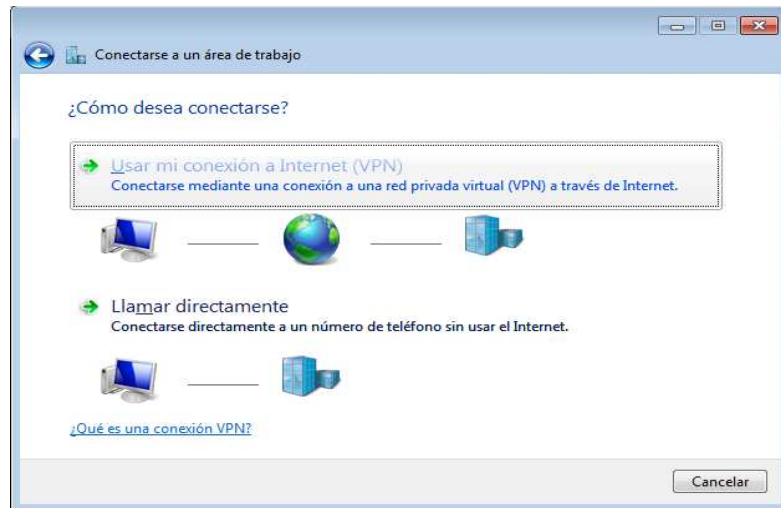 Conectarse a un área de trabajo
¿Cómo desea conectarse?
Usar mi conexión a Internet (VPN)
Conectarse mediante una conexión a una red privada virtual (VPN) a través de Internet.
Llamar directamente
Conectarse directamente a un número de teléfono sin usar el Internet.
¿Qué es una conexión VPN?
Cancelar